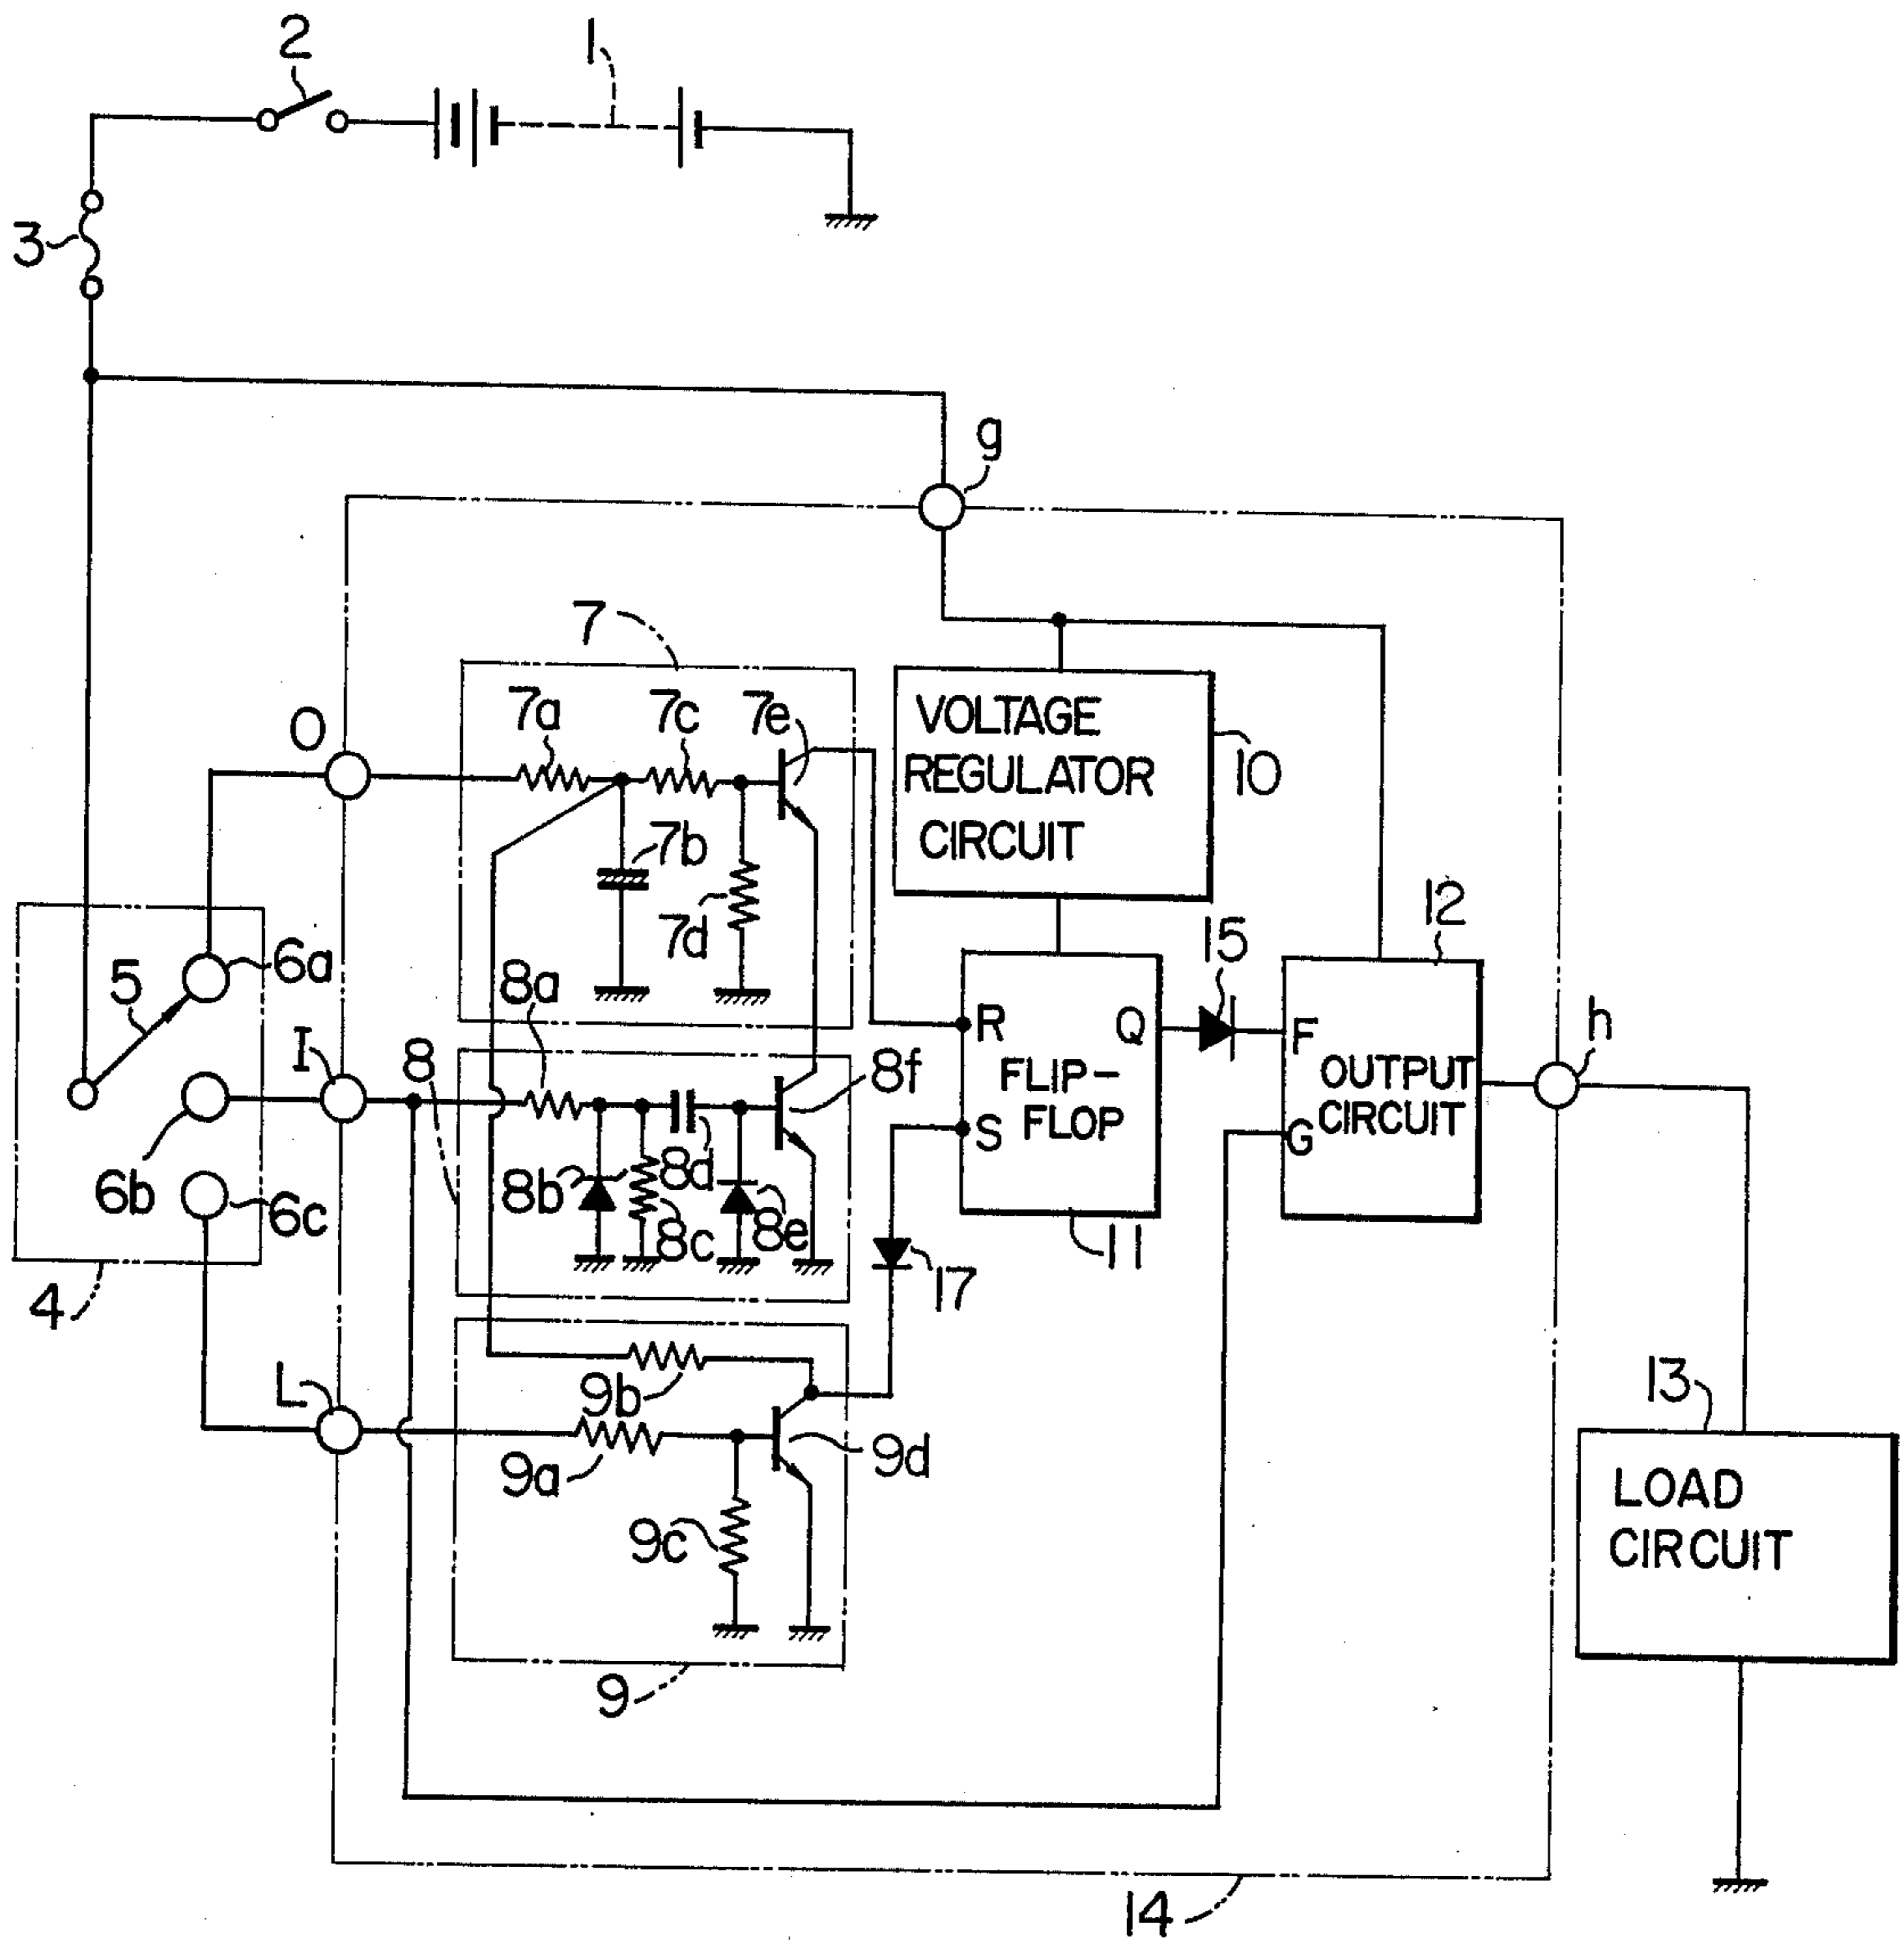 2
1
3
g
7
7a
7c
7e
VOLTAGE
REGULATOR
CIRCUIT
10
O
7b
7d
12
15
6a
5
8a
R
Q
F
h
I
8
8f
FLIP-
FLOP
OUTPUT
CIRCUIT
S
G
6b
6c
8b
8d
8c
8e
11
17
4
L
9b
13
9a
9d
9c
LOAD
CIRCUIT
9
14